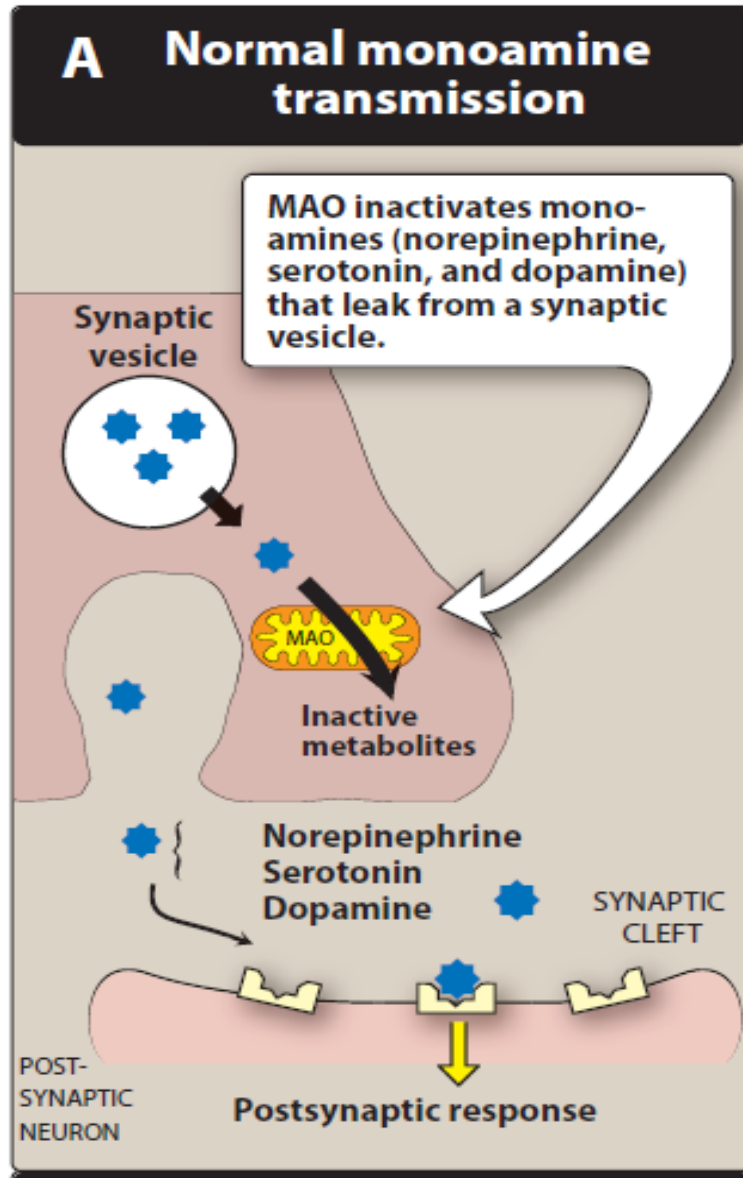 A Normal monoamine
transmission
MAO inactivates mono-
amines (norepinephrine,
serotonin, and dopamine)
that leak from a synaptic
vesicle.
Synaptic
vesicle
MAO
Inactive
metabolites
Norepinephrine
Serotonin
Dopamine
SYNAPTIC
CLEFT
POST-
SYNAPTIC
NEURON
Postsynaptic response